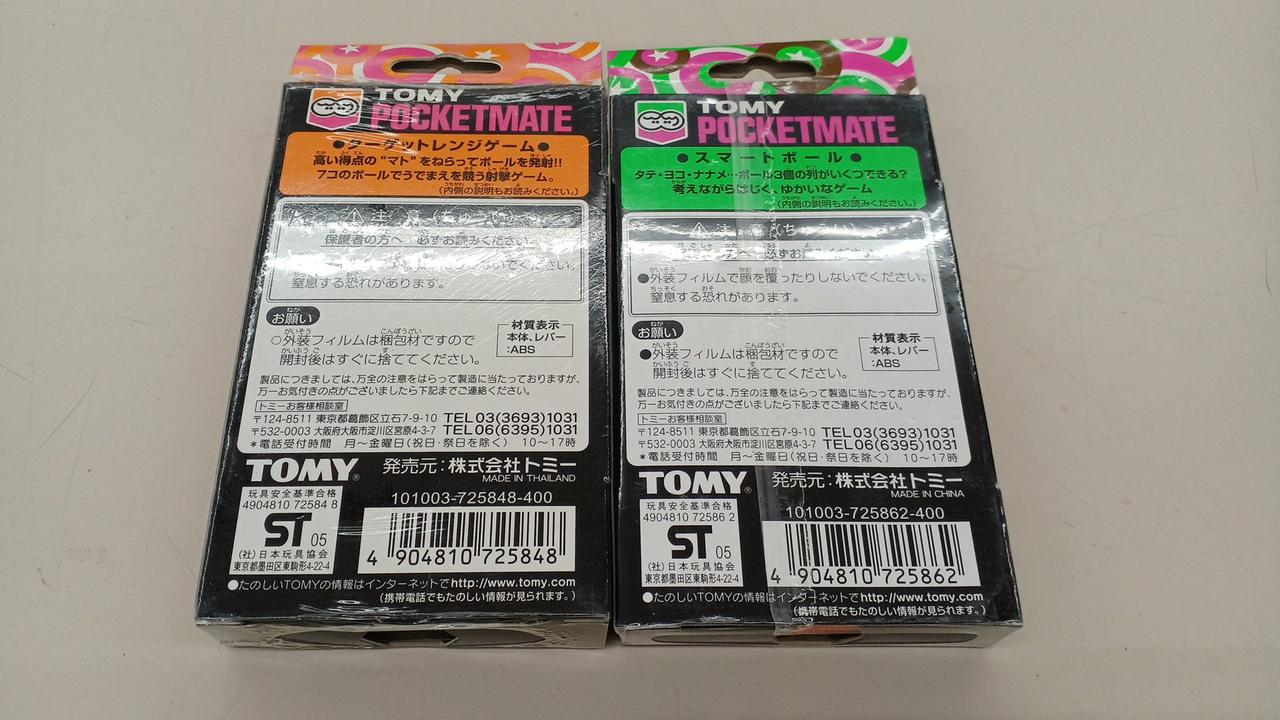 TOMY
POCKETMATE
●ターゲットレンジゲーム●
高い得点の“マト”をねらってボールを発射!!
7コのボールでうでまえを競う射撃ゲーム。
(内側の説明もお読みください。)
注 意(ちゅうい)
保護者の方へ 必ずお読みください。
しないでください。
窒息する恐れがあります。
お願い
○外装フィルムは梱包材ですので
開封後はすぐに捨ててください。
材質表示
本体、レバー
:ABS
製品につきましては、万全の注意をはらって製造に当たっておりますが、
万一お気付きの点がございましたら下記までご連絡ください。
トミーお客様相談室
〒124-8511 東京都葛飾区立石7-9-10 TEL03(3693)1031
〒532-0003 大阪府大阪市淀川区宮原4-3-7 TEL06(6395)1031
*電話受付時間 月〜金曜日(祝日・祭日を除く) 10〜17時
TOMY® 発売元:株式会社トミー
MADE IN THAILAND
玩具安全基準合格
4904810 72584 8
ST 05
(社)日本玩具協会
東京都墨田区東駒形4-22-4
101003-725848-400
4 904810 725848
●たのしいTOMYの情報はインターネットでhttp://www.tomy.com
(携帯電話でもたのしい情報が見られます。)
TOMY
POCKETMATE
●スマートボール●
タテ・ヨコ・ナナメ…ボール3個の列がいくつできる?
考えながらはじく、ゆかいなゲーム
(内側の説明もお読みください。)
注 意(ちゅうい)
方へ 必ずお読みください。
●外装フィルムで顔を覆ったりしないでください。
窒息する恐れがあります。
お願い
●外装フィルムは梱包材ですので
開封後はすぐに捨ててください。
材質表示
本体、レバー
:ABS
製品につきましては、万全の注意をはらって製造に当たっておりますが、
万一お気付きの点がございましたら下記までご連絡ください。
トミーお客様相談室
〒124-8511 東京都葛飾区立石7-9-10 TEL03(3693)1031
〒532-0003 大阪府大阪市淀川区宮原4-3-7 TEL06(6395)1031
*電話受付時間 月〜金曜日(祝日・祭日を除く) 10〜17時
TOMY® 発売元:株式会社トミー
MADE IN CHINA
玩具安全基準合格
4904810 72586 2
ST 05
(社)日本玩具協会
東京都墨田区東駒形4-22-4
101003-725862-400
4 904810 725862
●たのしいTOMYの情報はインターネットでhttp://www.tomy.com
(携帯電話でもたのしい情報が見られます。)